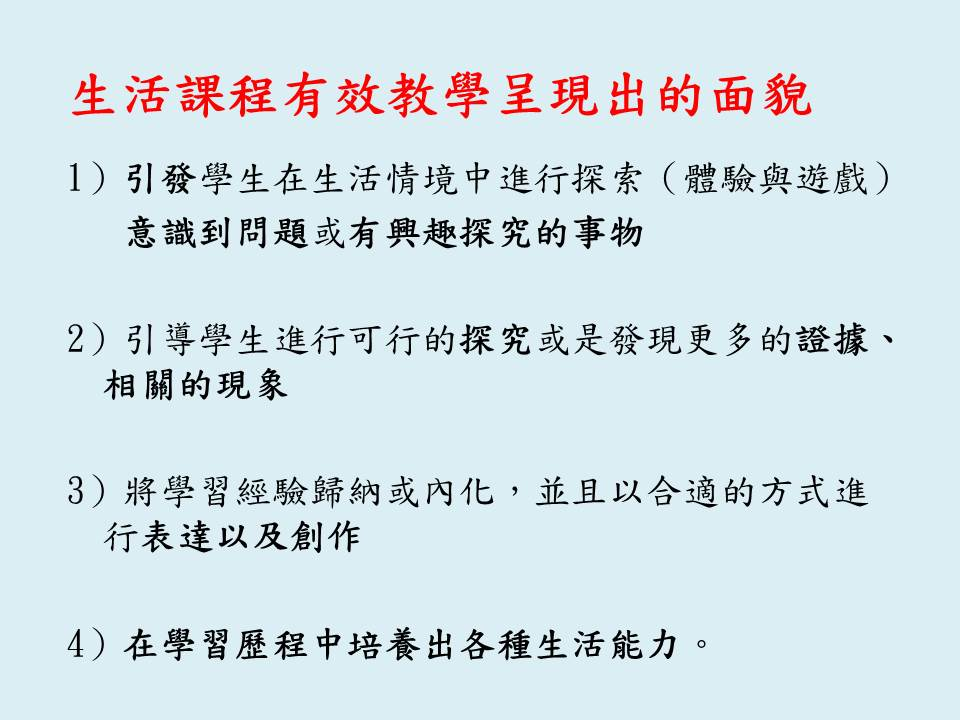 生活課程有效教學呈現出的面貌
1）引發學生在生活情境中進行探索（體驗與遊戲）
意識到問題或有興趣探究的事物
2）引導學生進行可行的探究或是發現更多的證據、
相關的現象
3）將學習經驗歸納或內化，並且以合適的方式進
行表達以及創作
4）在學習歷程中培養出各種生活能力。